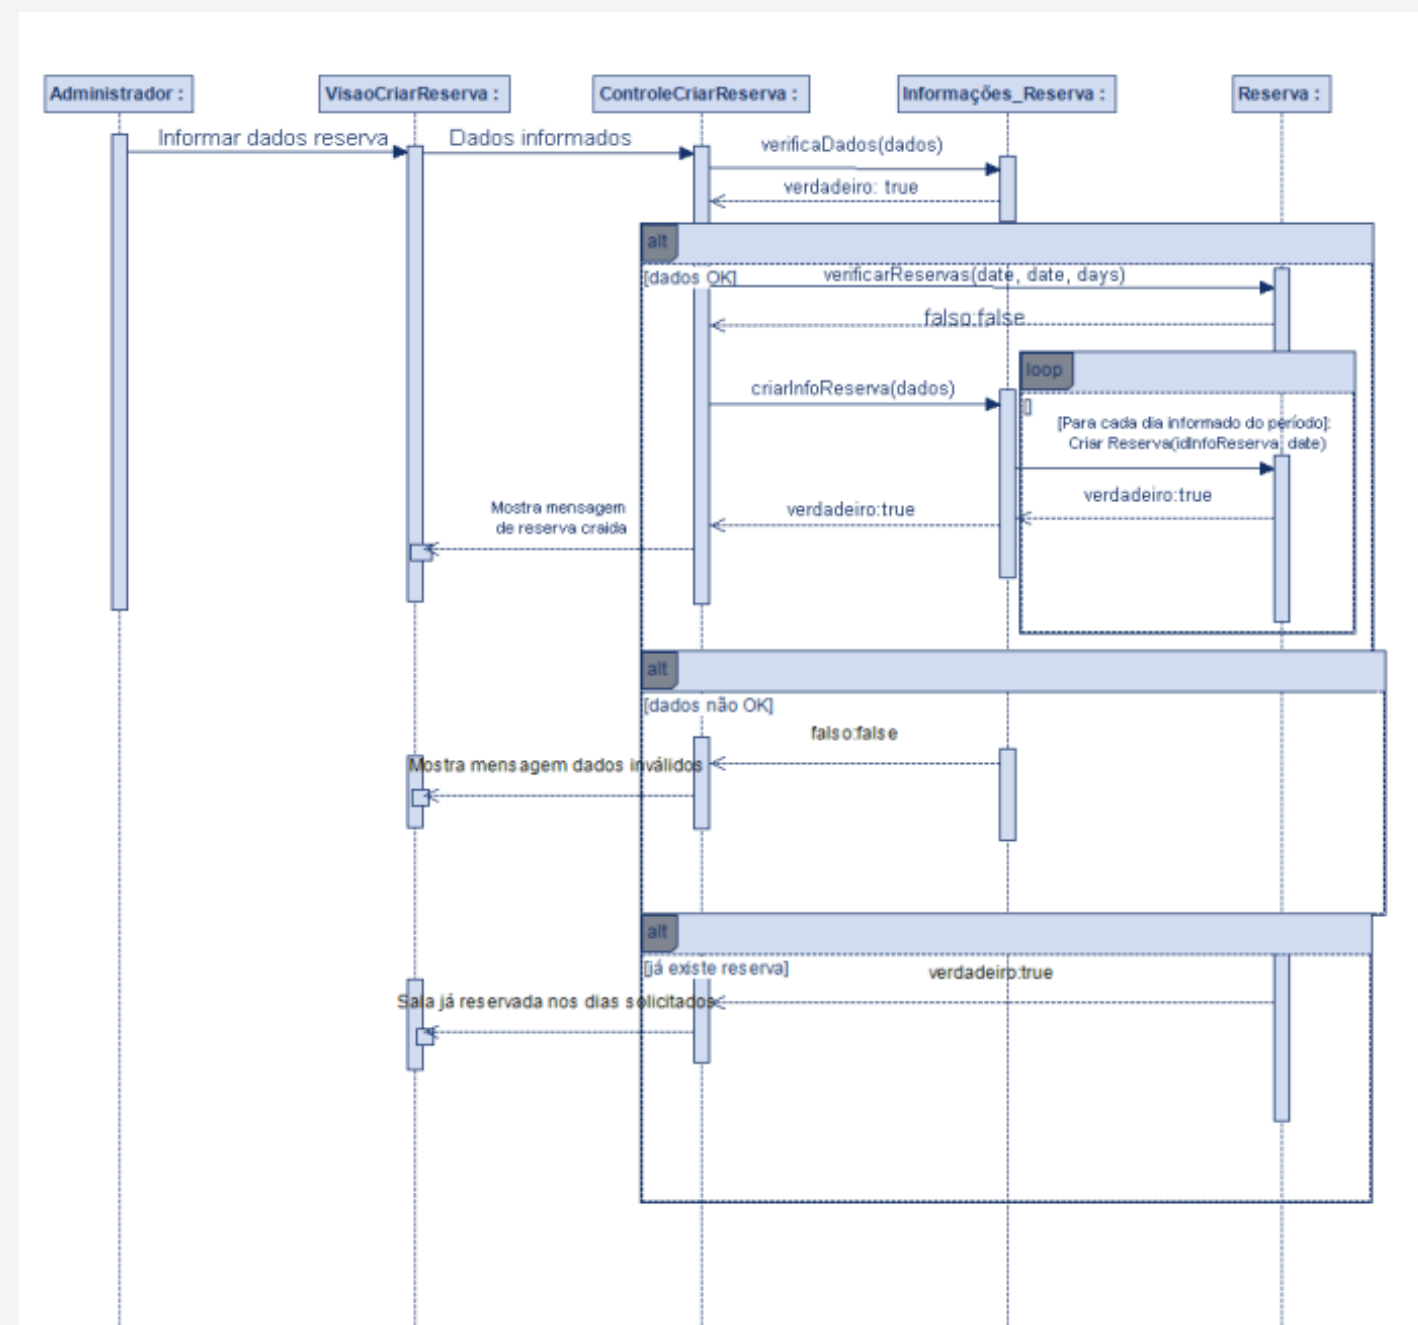 Administrador :
VisaoCriarReserva :
ControleCriarReserva :
Informações_Reserva :
Reserva :
Informar dados reserva
Dados informados
verificaDados(dados)
verdadeiro: true
alt
[dados OK]
verificarReservas(date, date, days)
falso:false
loop
[]
criarInfoReserva(dados)
[Para cada dia informado do período]:
Criar Reserva(idInfoReserva, date)
verdadeiro:true
Mostra mensagem
de reserva craida
verdadeiro:true
alt
[dados não OK]
falso:false
Mostra mensagem dados inválidos
alt
[já existe reserva]
verdadeiro:true
Sala já reservada nos dias solicitados